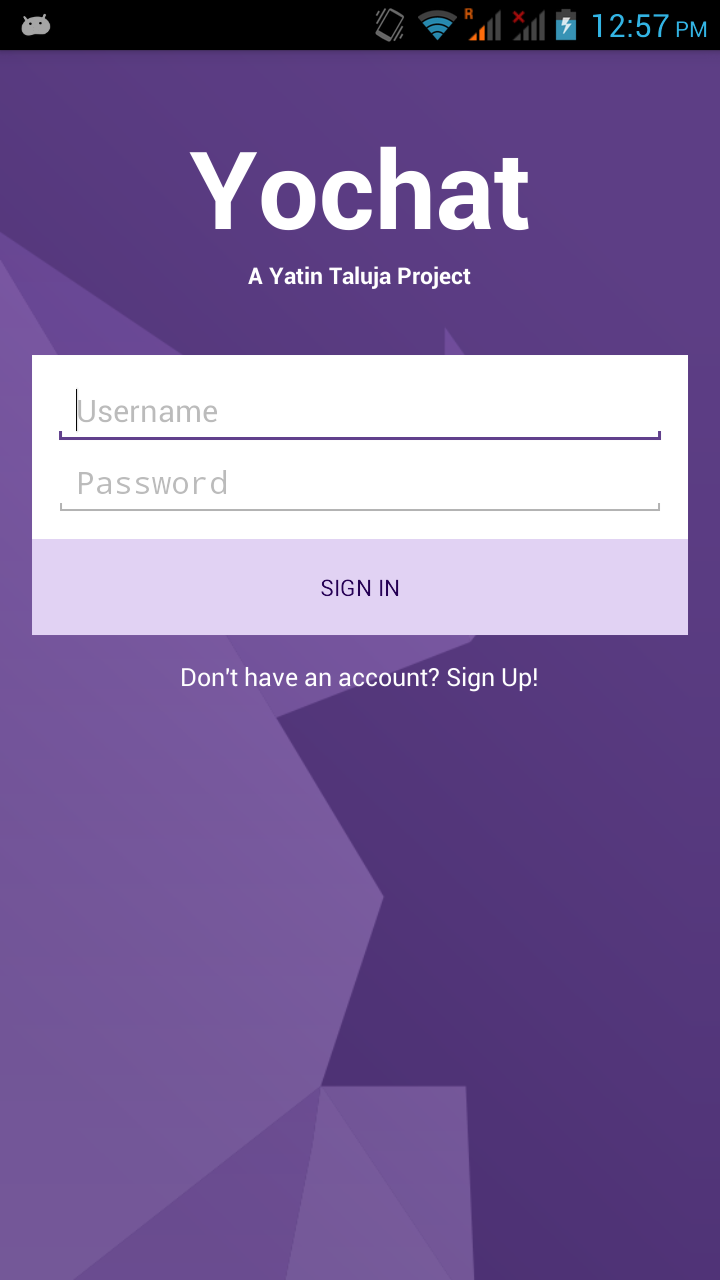 R 12:57 PM
Yochat
A Yatin Taluja Project
Username
Password
SIGN IN
Don't have an account? Sign Up!